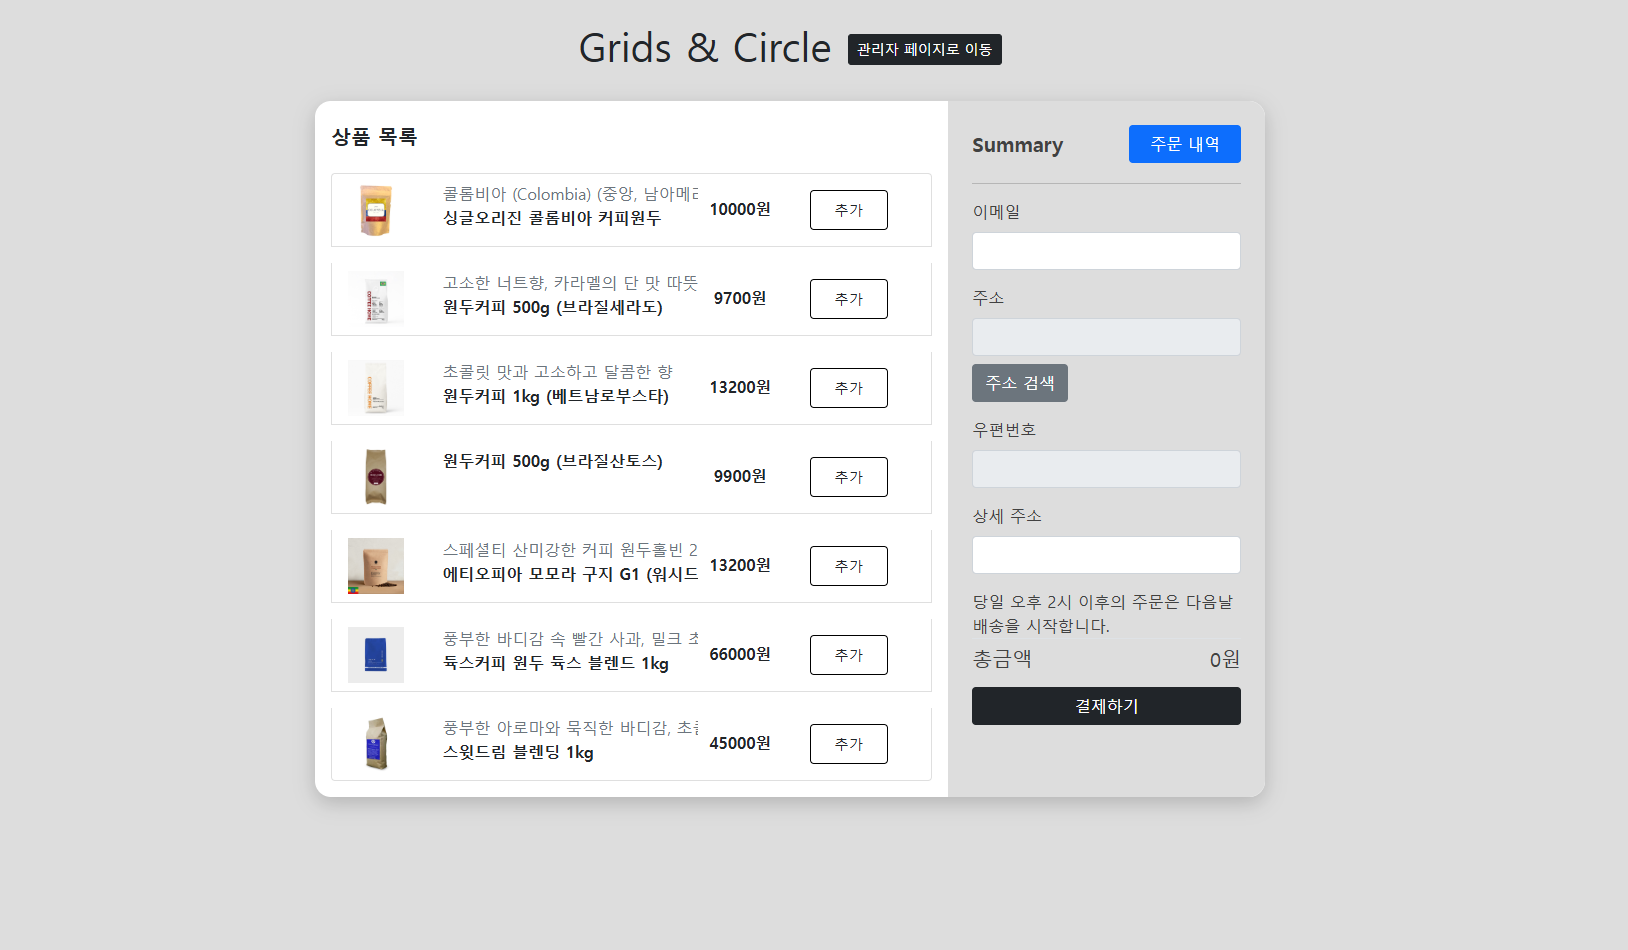 Grids & Circle
관리자 페이지로 이동
상품 목록
콜롬비아 (Colombia) (중앙, 남아메
싱글오리진 콜롬비아 커피원두
10000원
추가
고소한 너트향, 카라멜의 단 맛 따뜻
원두커피 500g (브라질세라도)
9700원
추가
초콜릿 맛과 고소하고 달콤한 향
원두커피 1kg (베트남로부스타)
13200원
추가
원두커피 500g (브라질산토스)
9900원
추가
스페셜티 산미강한 커피 원두홀빈 2
에티오피아 모모라 구지 G1 (워시드
13200원
추가
풍부한 바디감 속 빨간 사과, 밀크 초
둑스커피 원두 둑스 블렌드 1kg
66000원
추가
풍부한 아로마와 묵직한 바디감, 초
스윗드림 블렌딩 1kg
45000원
추가
Summary
주문 내역
이메일
주소
주소 검색
우편번호
상세 주소
당일 오후 2시 이후의 주문은 다음날
배송을 시작합니다.
총금액
0원
결제하기